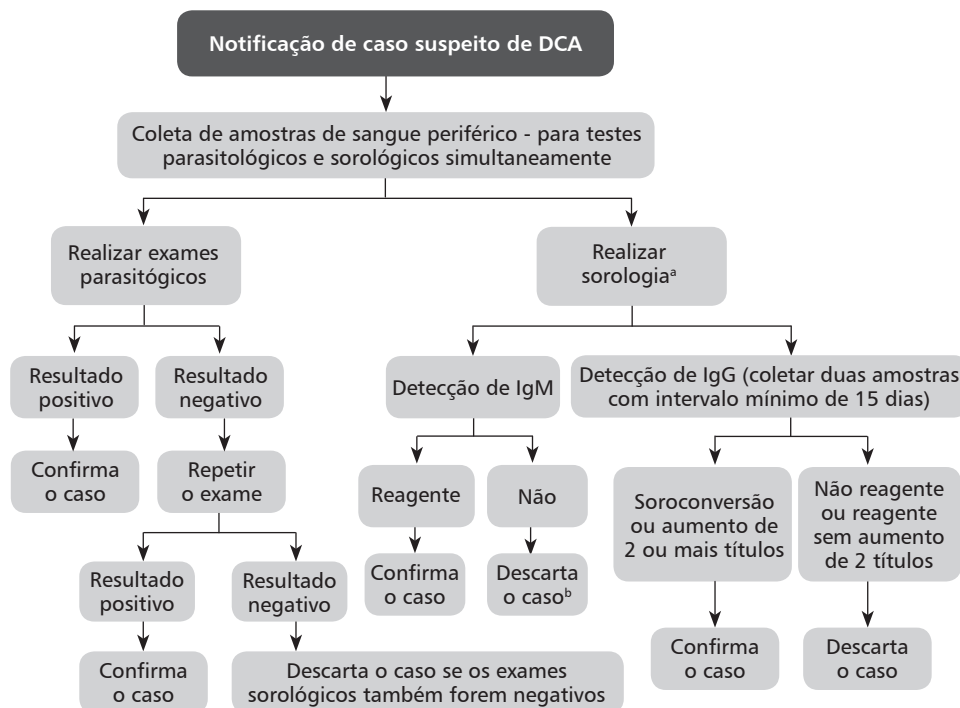 Notificação de caso suspeito de DCA
Coleta de amostras de sangue periférico - para testes
parasitológicos e sorológicos simultaneamente
Realizar exames
parasitógicos
Realizar
sorologiaᵃ
Resultado
positivo
Resultado
negativo
Detecção de IgM
Detecção de IgG (coletar duas amostras
com intervalo mínimo de 15 dias)
Confirma
o caso
Repetir
o exame
Reagente
Não
Soroconversão
ou aumento de
2 ou mais títulos
Não reagente
ou reagente
sem aumento
de 2 títulos
Resultado
positivo
Resultado
negativo
Confirma
o caso
Descarta
o casoᵇ
Confirma
o caso
Descarta o caso se os exames
sorológicos também forem negativos
Confirma
o caso
Descarta
o caso